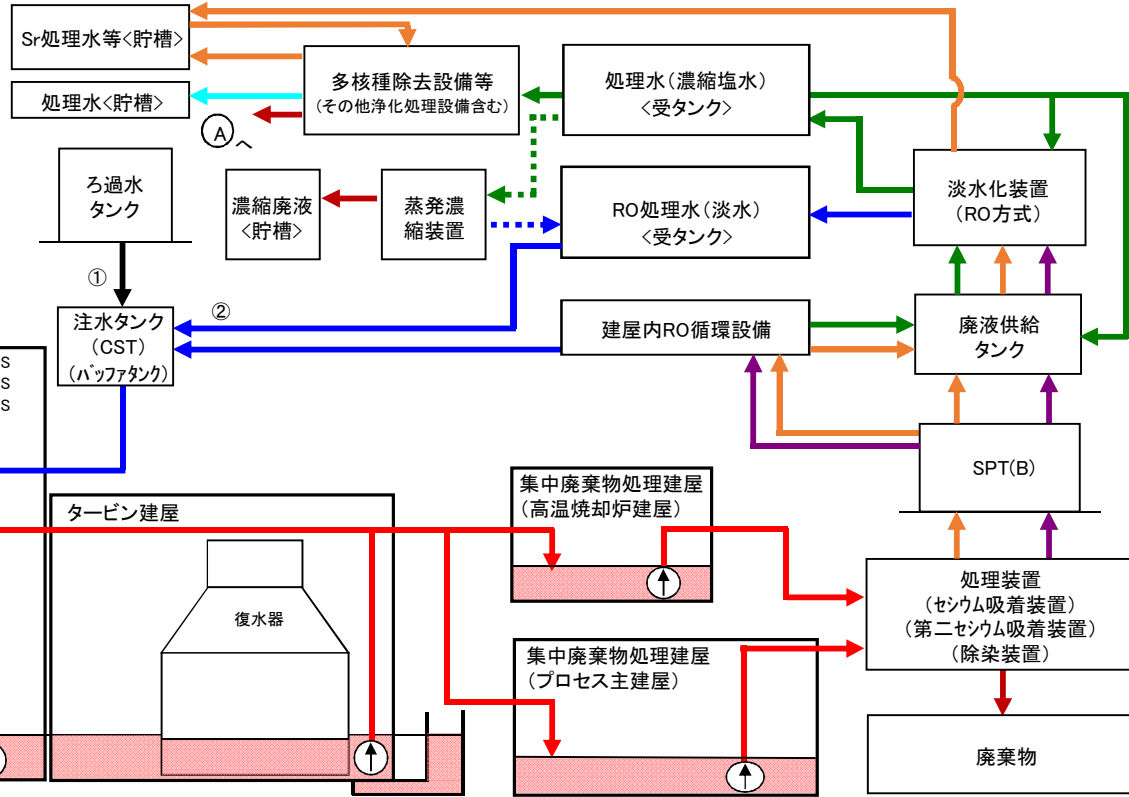 Sr処理水等<貯槽>
処理水<貯槽>
多核種除去設備等
(その他浄化処理設備含む)
Aへ
処理水(濃縮塩水)
<受タンク>
淡水化装置
(RO方式)
ろ過水
タンク
濃縮廃液
<貯槽>
蒸発濃
縮装置
RO処理水(淡水)
<受タンク>
①
②
注水タンク
(CST)
(バッファタンク)
建屋内RO循環設備
廃液供給
タンク
S
S
S
SPT(B)
タービン建屋
復水器
集中廃棄物処理建屋
(高温焼却炉建屋)
処理装置
(セシウム吸着装置)
(第二セシウム吸着装置)
(除染装置)
集中廃棄物処理建屋
(プロセス主建屋)
廃棄物